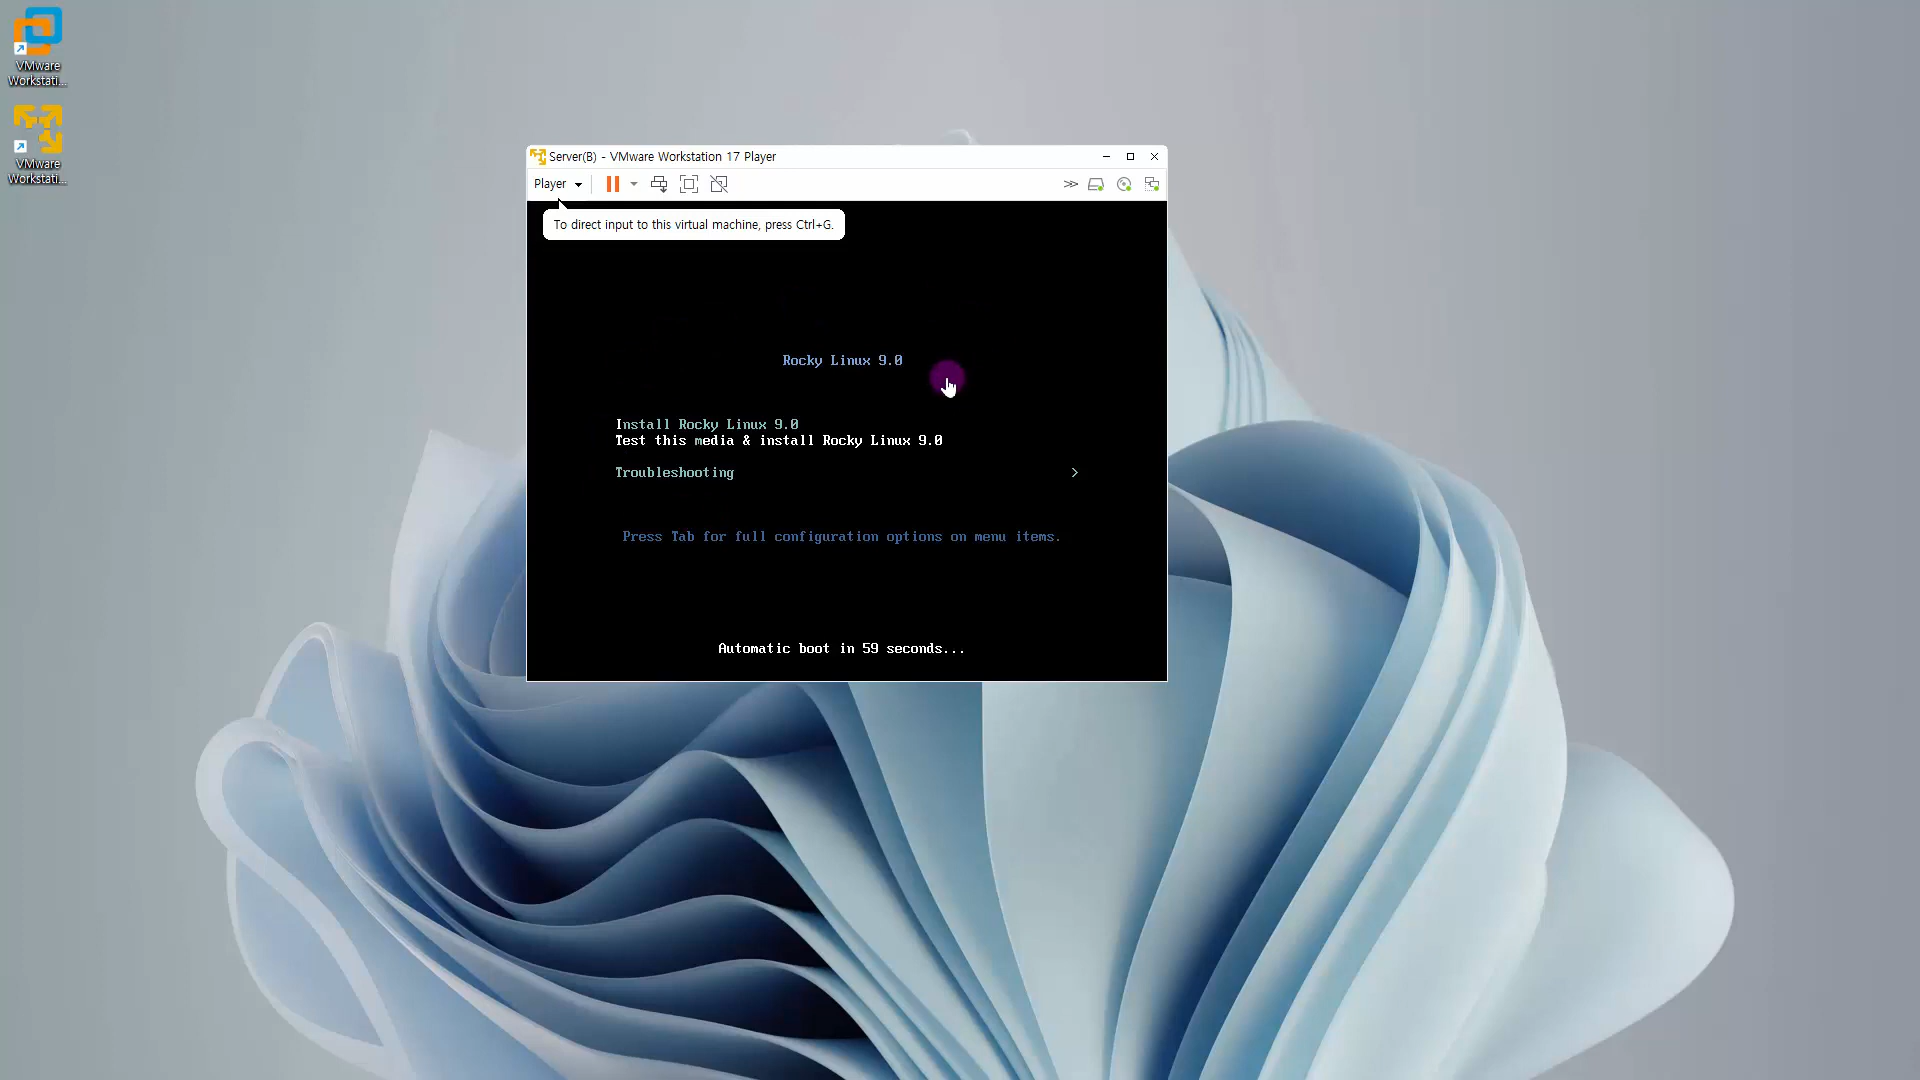 VMware
Workstati...
VMware
Workstati...
Server(B) - VMware Workstation 17 Player
Player
To direct input to this virtual machine, press Ctrl+G.
Rocky Linux 9.0
Install Rocky Linux 9.0
Test this media & install Rocky Linux 9.0
Troubleshooting >
Press Tab for full configuration options on menu items.
Automatic boot in 59 seconds...